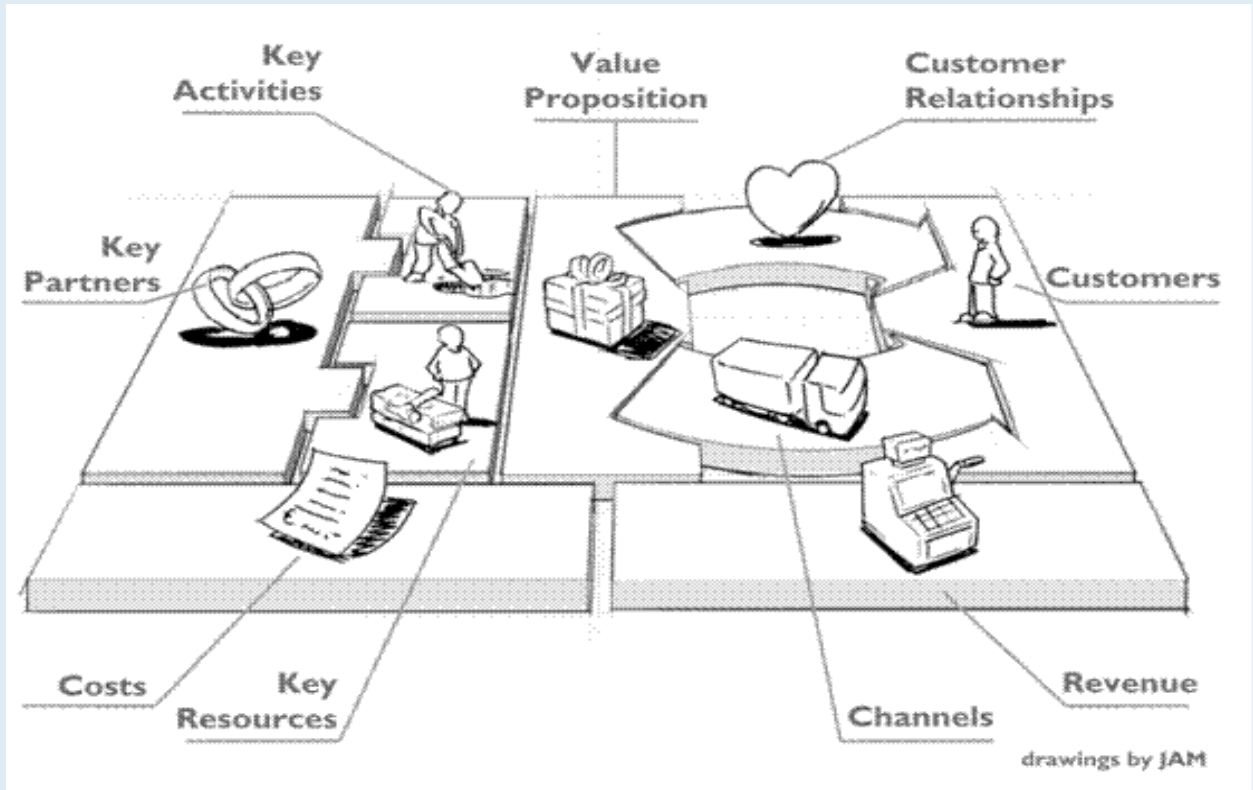 Key
Activities
Value
Proposition
Customer
Relationships
Key
Partners
Customers
Costs
Key
Resources
Channels
Revenue
drawings by JAM